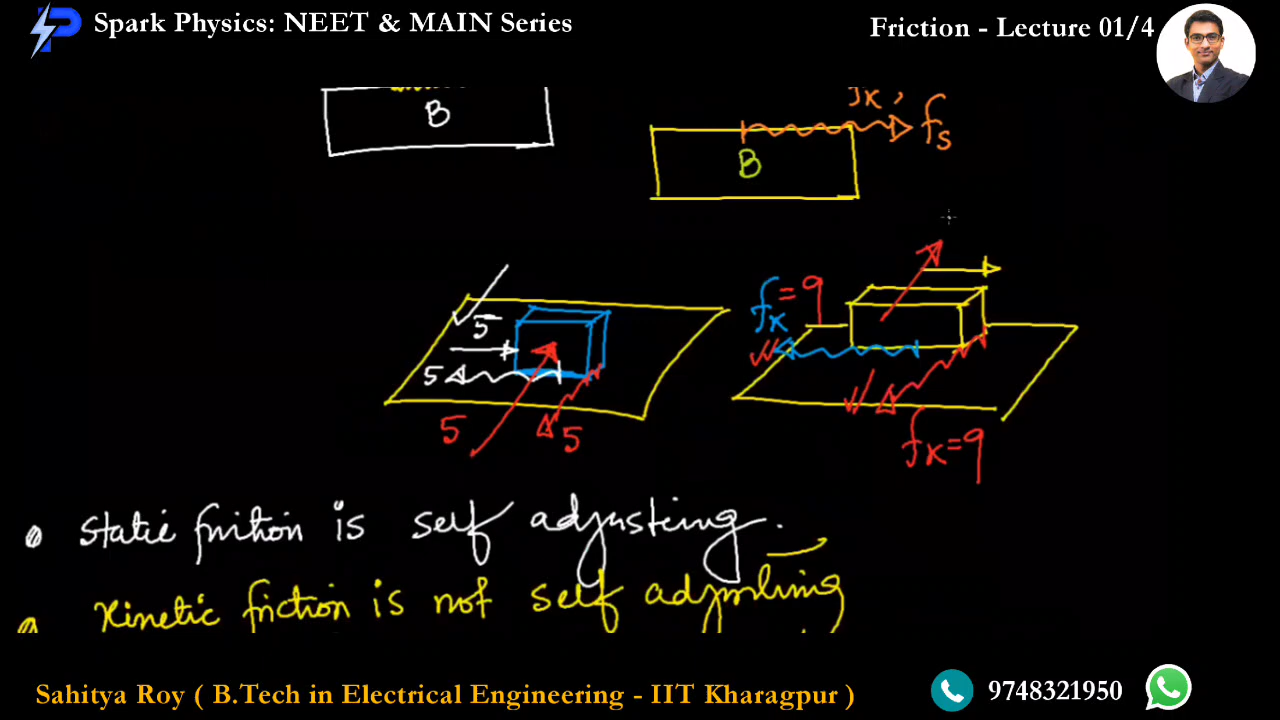 Spark Physics: NEET & MAIN Series
Friction - Lecture 01/4
B
fs
B
5
5
5
5
fk = 9
fk = 9
Static friction is self adjusting.
Kinetic friction is not self adjusting
Sahitya Roy ( B.Tech in Electrical Engineering - IIT Kharagpur )
9748321950